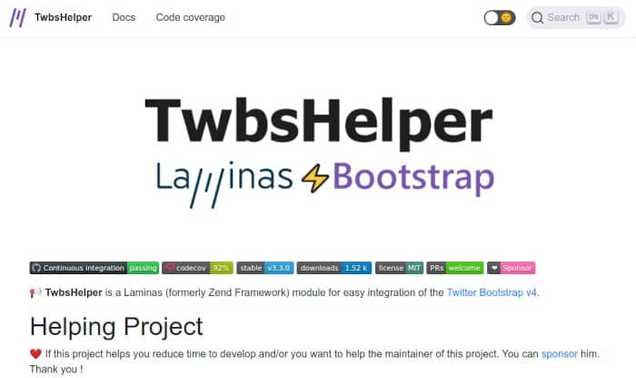 TwbsHelper Docs Code coverage Search K
TwbsHelper
Laminas Bootstrap
Continuous integration passing codecov 92% stable v3.3.0 downloads 1.52 k license MIT PRs welcome Sponsor
TwbsHelper is a Laminas (formerly Zend Framework) module for easy integration of the Twitter Bootstrap v4.
Helping Project
If this project helps you reduce time to develop and/or you want to help the maintainer of this project. You can sponsor him.
Thank you !